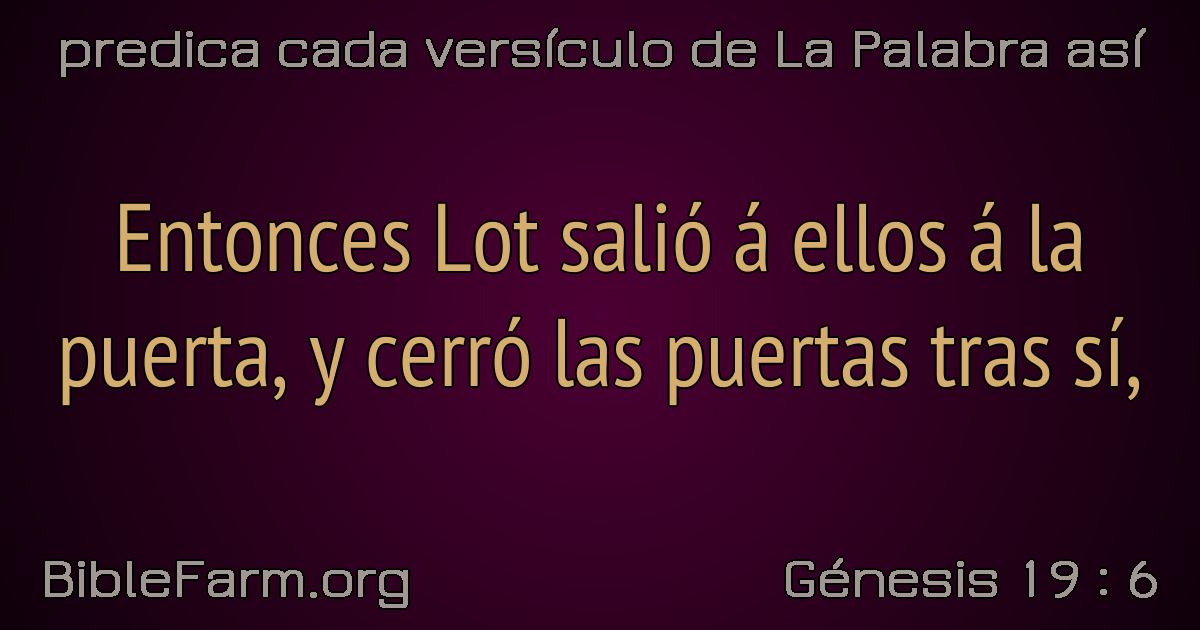 predica cada versículo de La Palabra así
Entonces Lot salió á ellos á la
puerta, y cerró las puertas tras sí,
BibleFarm.org
Génesis 19 : 6